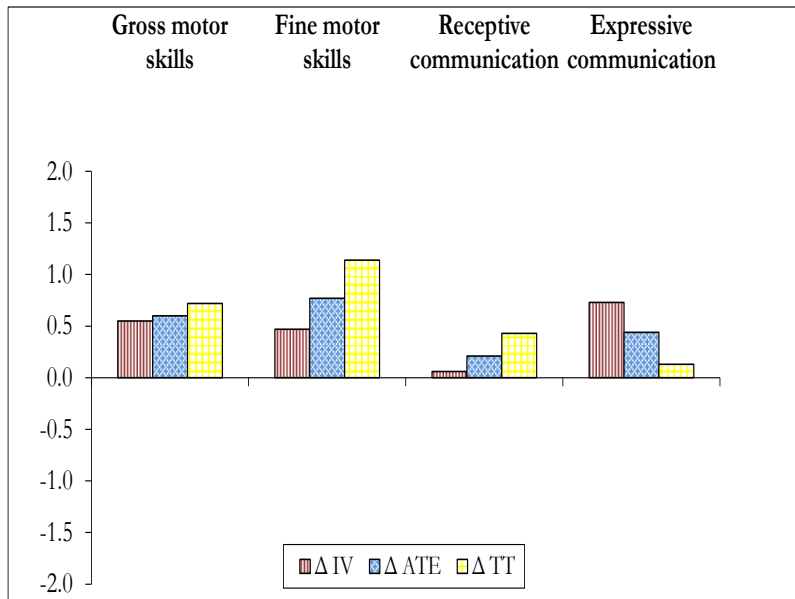 Gross motor skills
Fine motor skills
Receptive communication
Expressive communication
2.0
1.5
1.0
0.5
0.0
-0.5
-1.0
-1.5
-2.0
Δ IV Δ ATE Δ TT